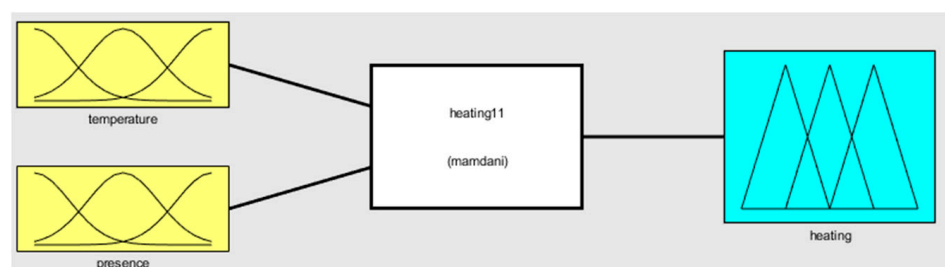 temperature
presence
heating11
(mamdani)
heating